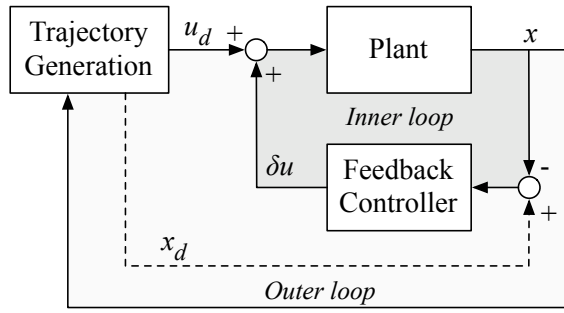 Trajectory
Generation
u_d
+
+
Plant
x
Inner loop
δu
Feedback
Controller
-
+
x_d
Outer loop